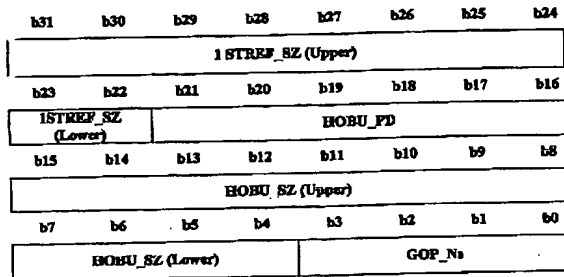 b31 b30 b29 b28 b27 b26 b25 b24
1STREF_SZ (Upper)
b23 b22 b21 b20 b19 b18 b17 b16
1STREF_SZ (Lower) HOBU_PD
b15 b14 b13 b12 b11 b10 b9 b8
HOBU_SZ (Upper)
b7 b6 b5 b4 b3 b2 b1 b0
HOBU_SZ (Lower) GOP_Ns